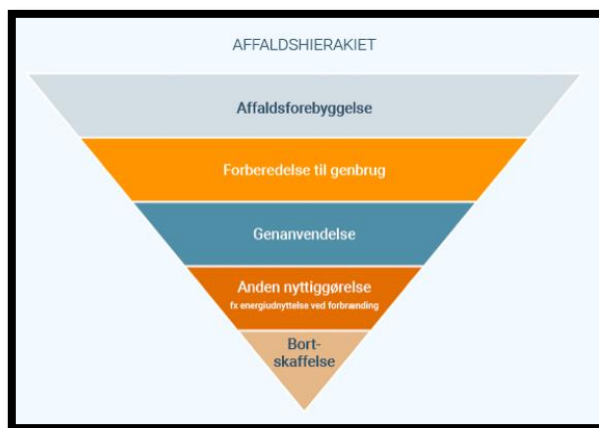 AFFALDSHIERAKIET
Affaldsforebyggelse
Forberedelse til genbrug
Genanvendelse
Anden nyttiggørelse
fx energiudnyttelse ved forbrænding
Bort-
skaffelse